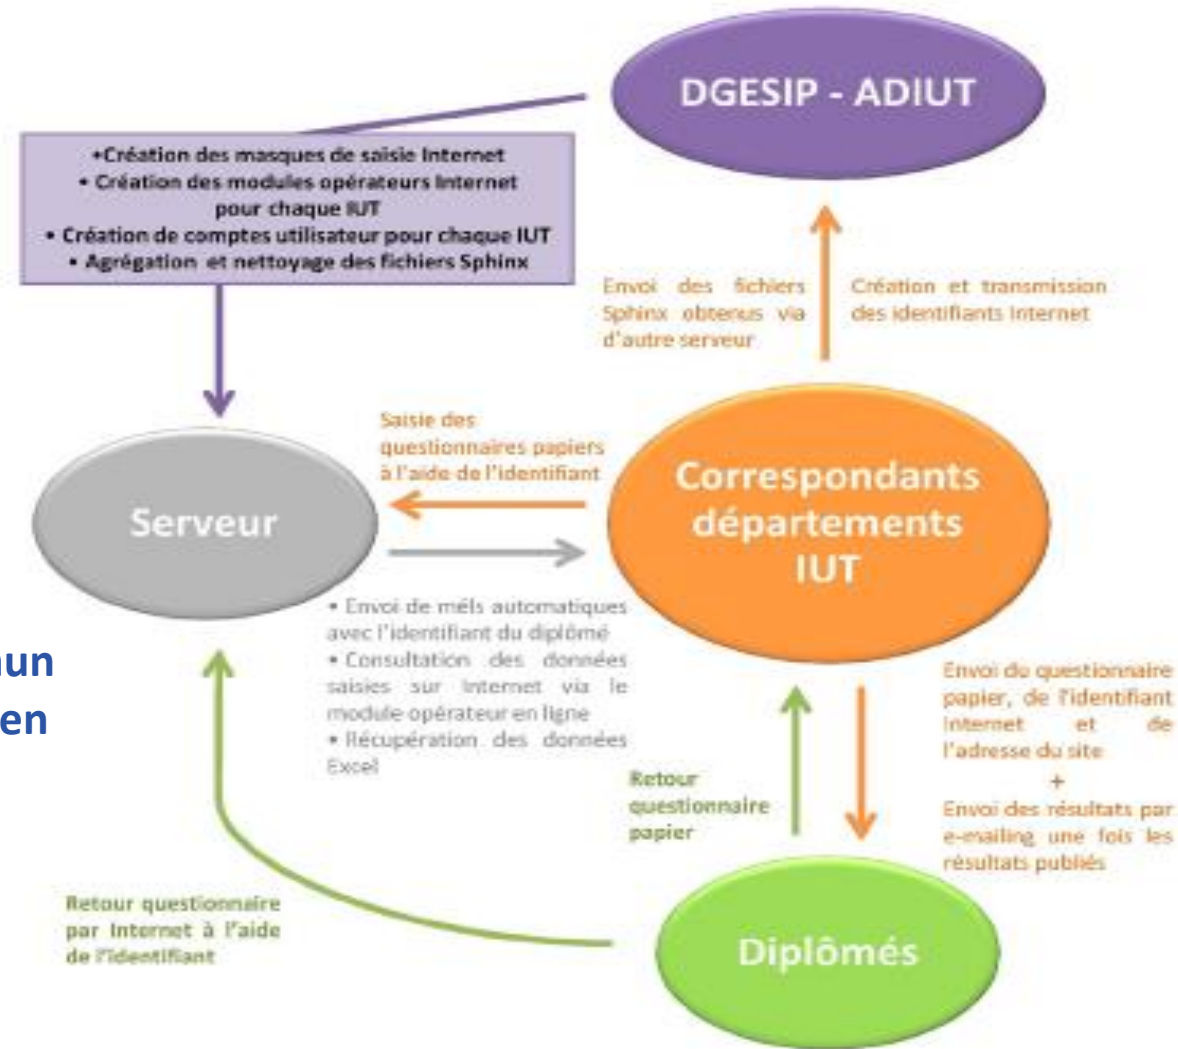 DGESIP - ADIUT
•Création des masques de saisie Internet
• Création des modules opérateurs Internet
pour chaque IUT
• Création de comptes utilisateur pour chaque IUT
• Agrégation et nettoyage des fichiers Sphinx
Envoi des fichiers
Sphinx obtenus via
d'autre serveur
Création et transmission
des identifiants Internet
Saisie des
questionnaires papiers
à l'aide de l'identifiant
Correspondants
départements
IUT
Serveur
• Envoi de méls automatiques
avec l'identifiant du diplômé
• Consultation des données
saisies sur Internet via le
module opérateur en ligne
• Récupération des données
Excel
en
Envoi du questionnaire
papier, de l'identifiant
Internet et de
l'adresse du site
+
Envoi des résultats par
e-mailing une fois les
résultats publiés
Retour
questionnaire
papier
Retour questionnaire
par Internet à l'aide
de l'identifiant
Diplômés